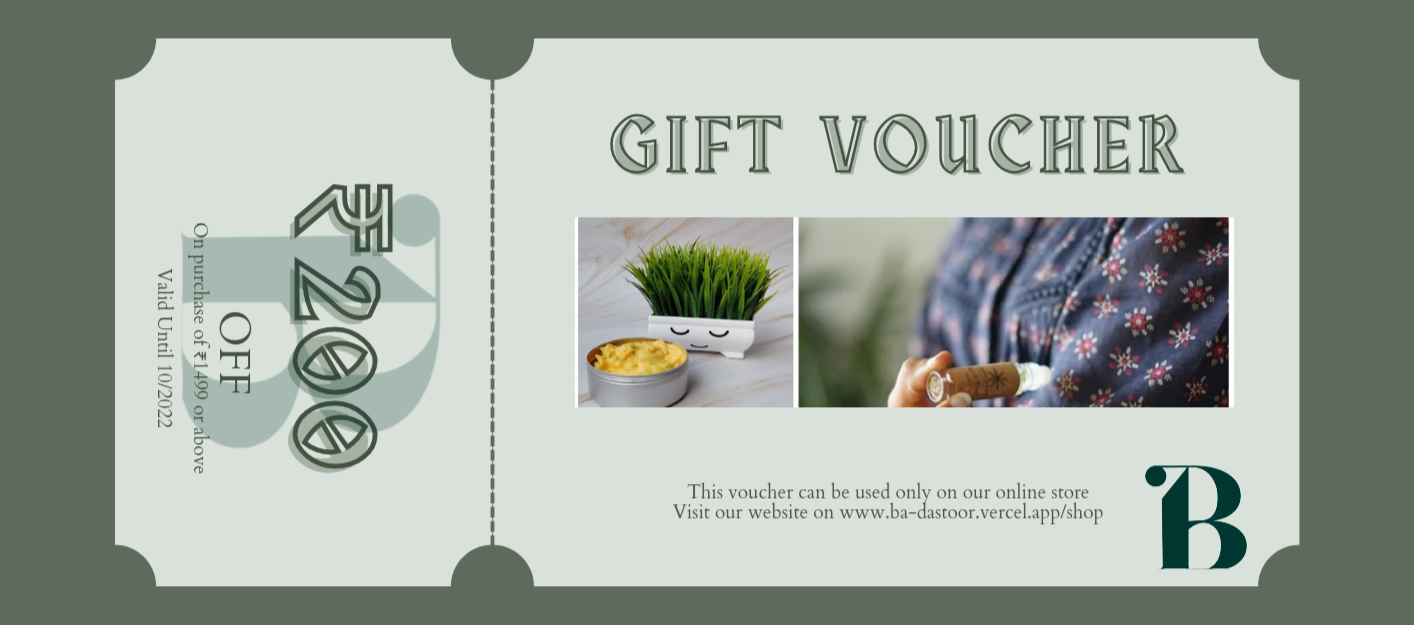 GIFT VOUCHER
₹ 200
OFF
On purchase of ₹1499 or above
Valid Until 10/2022
This voucher can be used only on our online store
Visit our website on www.ba-dastoor.vercel.app/shop
B